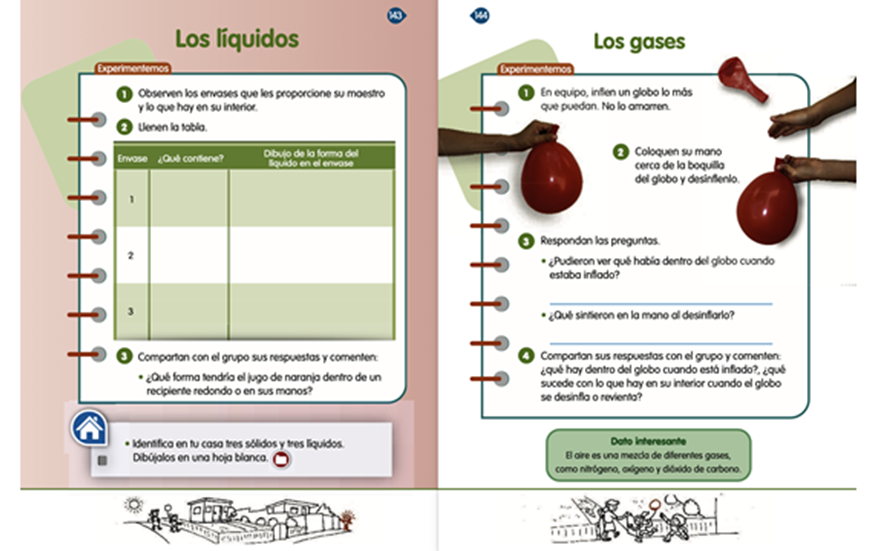 143
Los líquidos
Experimentemos
1 Observen los envases que les proporcione su maestro
y lo que hay en su interior.
2 Llenen la tabla.
Envase ¿Qué contiene? Dibujo de la forma del
líquido en el envase
1
2
3
3 Compartan con el grupo sus respuestas y comenten:
• ¿Qué forma tendría el jugo de naranja dentro de un
recipiente redondo o en sus manos?
• Identifica en tu casa tres sólidos y tres líquidos.
Dibújalos en una hoja blanca.
144
Los gases
Experimentemos
1 En equipo, inflen un globo lo más
que puedan. No lo amarren.
2 Coloquen su mano
cerca de la boquilla
del globo y desínflenlo.
3 Respondan las preguntas.
• ¿Pudieron ver qué había dentro del globo cuando
estaba inflado?
• ¿Qué sintieron en la mano al desinflarlo?
4 Compartan sus respuestas con el grupo y comenten:
¿qué hay dentro del globo cuando está inflado?, ¿qué
sucede con lo que hay en su interior cuando el globo
se desinfla o revienta?
Dato interesante
El aire es una mezcla de diferentes gases,
como nitrógeno, oxígeno y dióxido de carbono.